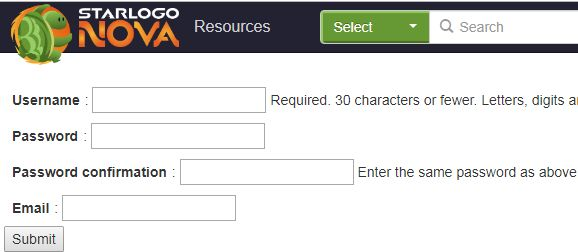 STARLOGO
NOVA
Resources
Select
Search
Username : Required. 30 characters or fewer. Letters, digits
Password :
Password confirmation : Enter the same password as above
Email :
Submit